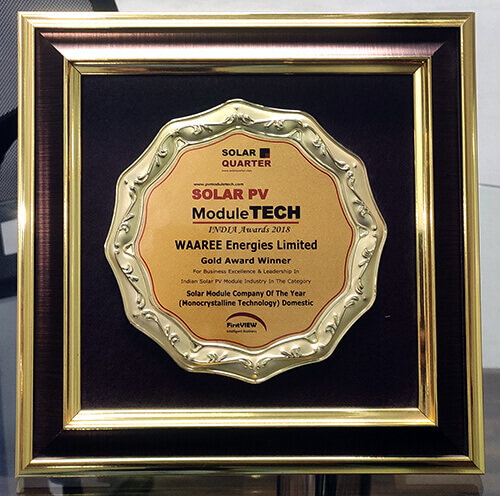 SOLAR
QUARTER
www.pvmoduletech.com
SOLAR PV
ModuleTECH
INDIA Awards 2018
WAAREE Energies Limited
Gold Award Winner
For Business Excellence & Leadership In
Indian Solar PV Module Industry In The Category
Solar Module Company Of The Year
(Monocrystalline Technology) Domestic
FirstVIEW
Intelligent Business